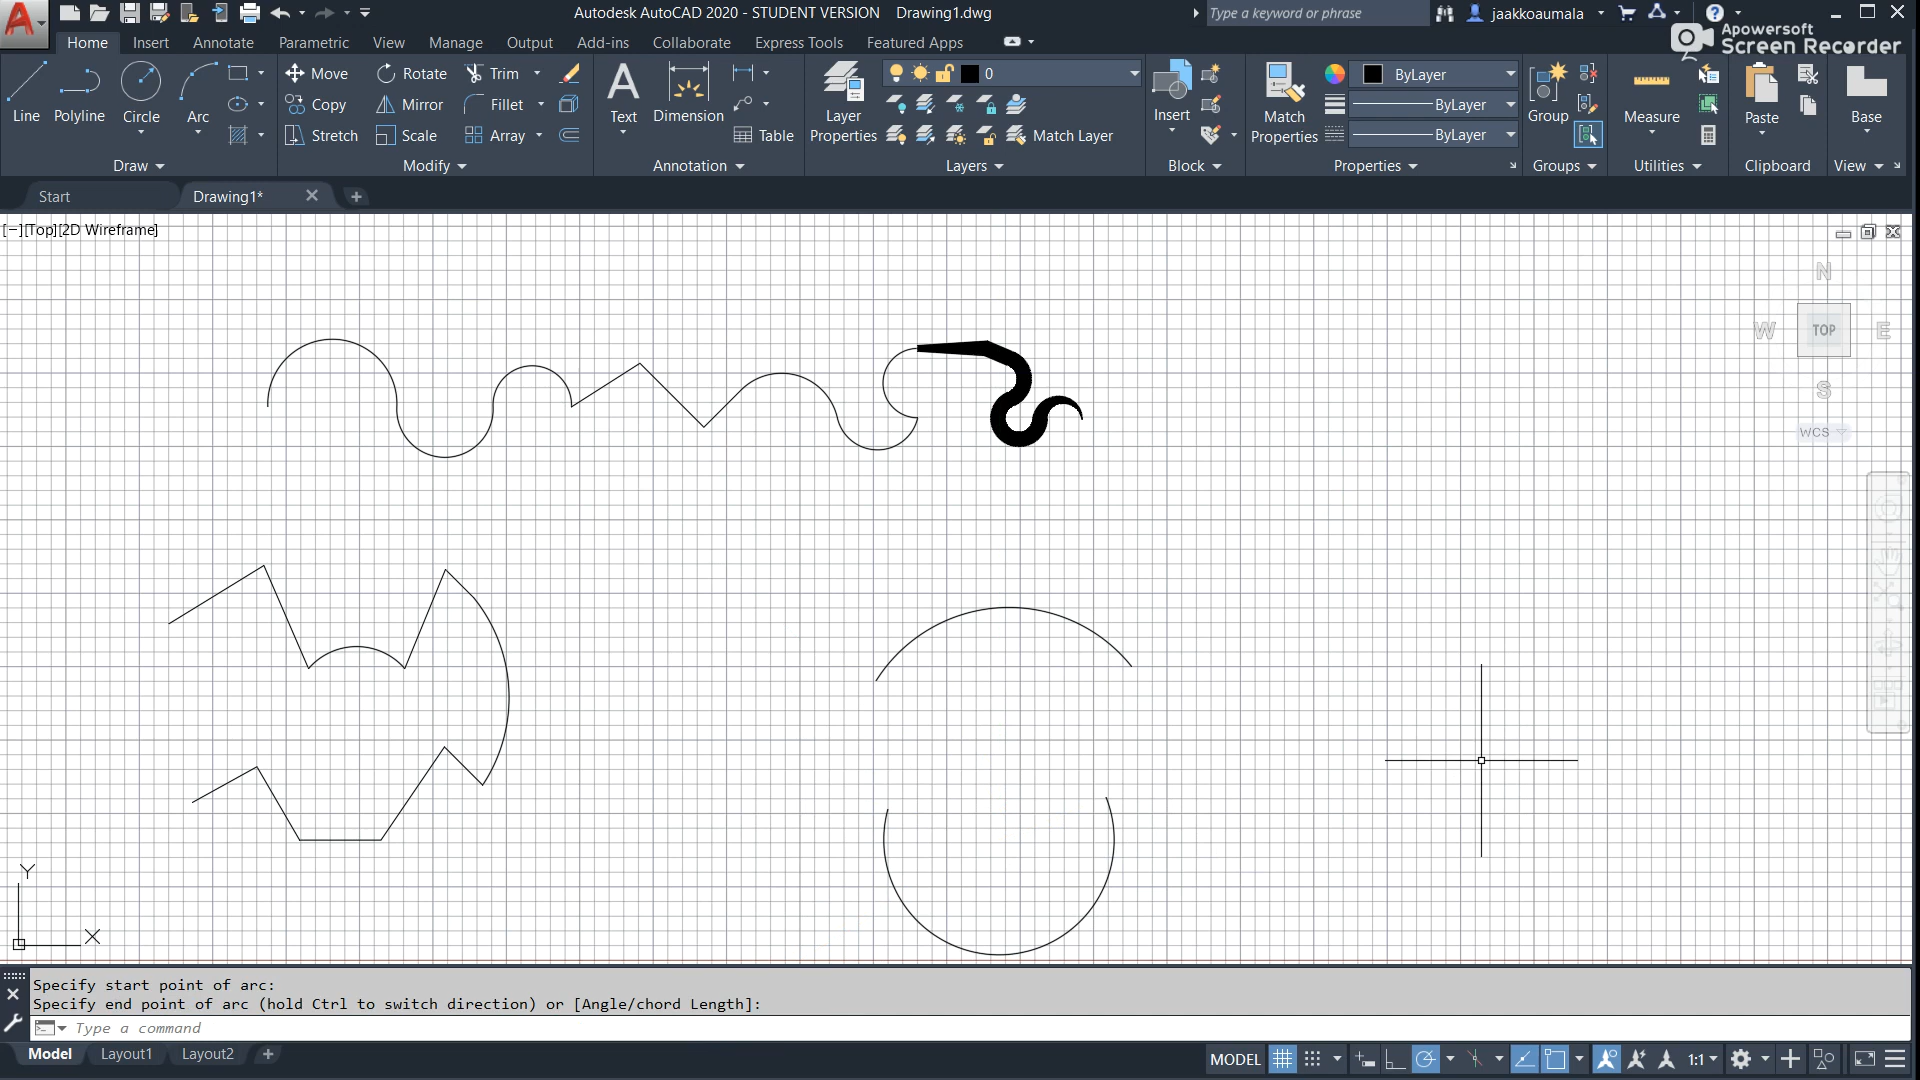 Autodesk AutoCAD 2020 - STUDENT VERSION Drawing1.dwg
Type a keyword or phrase
jaakkoaumala
Home Insert Annotate Parametric View Manage Output Add-ins Collaborate Express Tools Featured Apps
Apowersoft
Screen Recorder
Line Polyline Circle Arc
Move Rotate Trim
Copy Mirror Fillet
Stretch Scale Array
Text Dimension
Table
Layer
Properties
0
Match Layer
Insert
Match
Properties
ByLayer
ByLayer
ByLayer
Group
Measure
Paste
Base
Draw Modify Annotation Layers Block Properties Groups Utilities Clipboard View
Start Drawing1*
[−][Top][2D Wireframe]
N
W TOP E
S
WCS
Y
X
Specify start point of arc:
Specify end point of arc (hold Ctrl to switch direction) or [Angle/chord Length]:
Type a command
Model Layout1 Layout2
MODEL 1:1